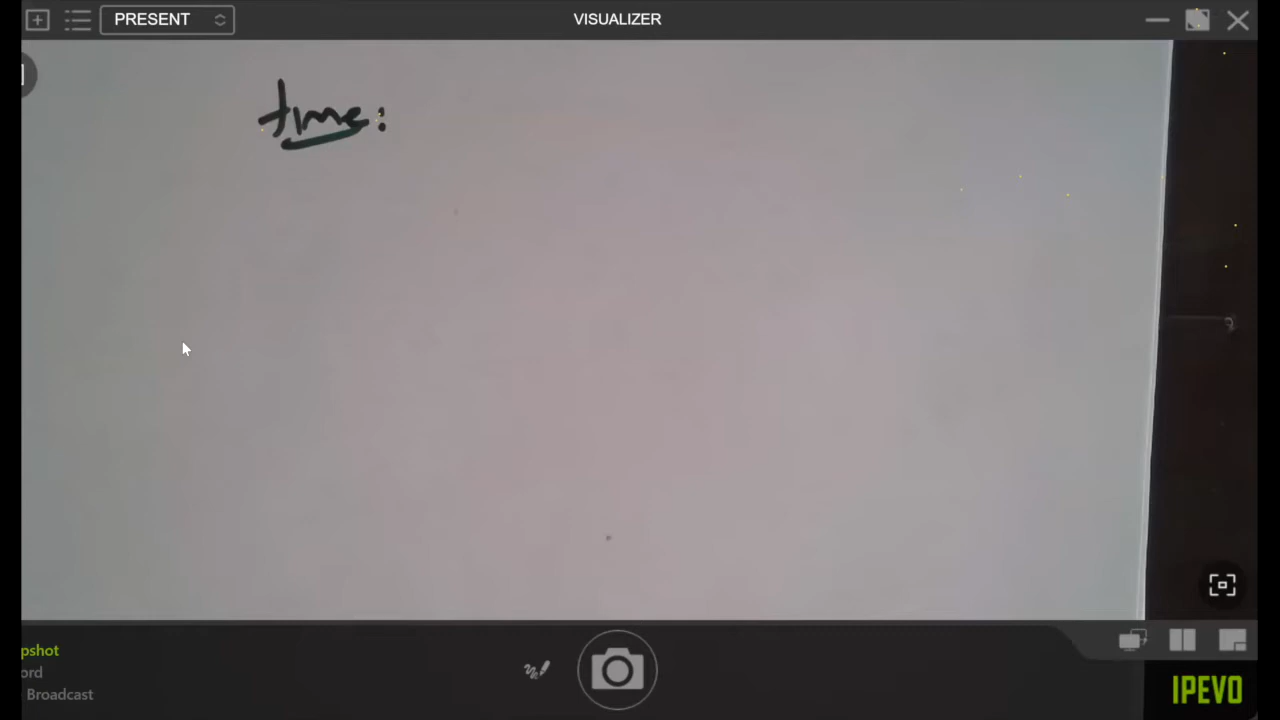 PRESENT
VISUALIZER
time:
pshot
ord
Broadcast
IPEVO